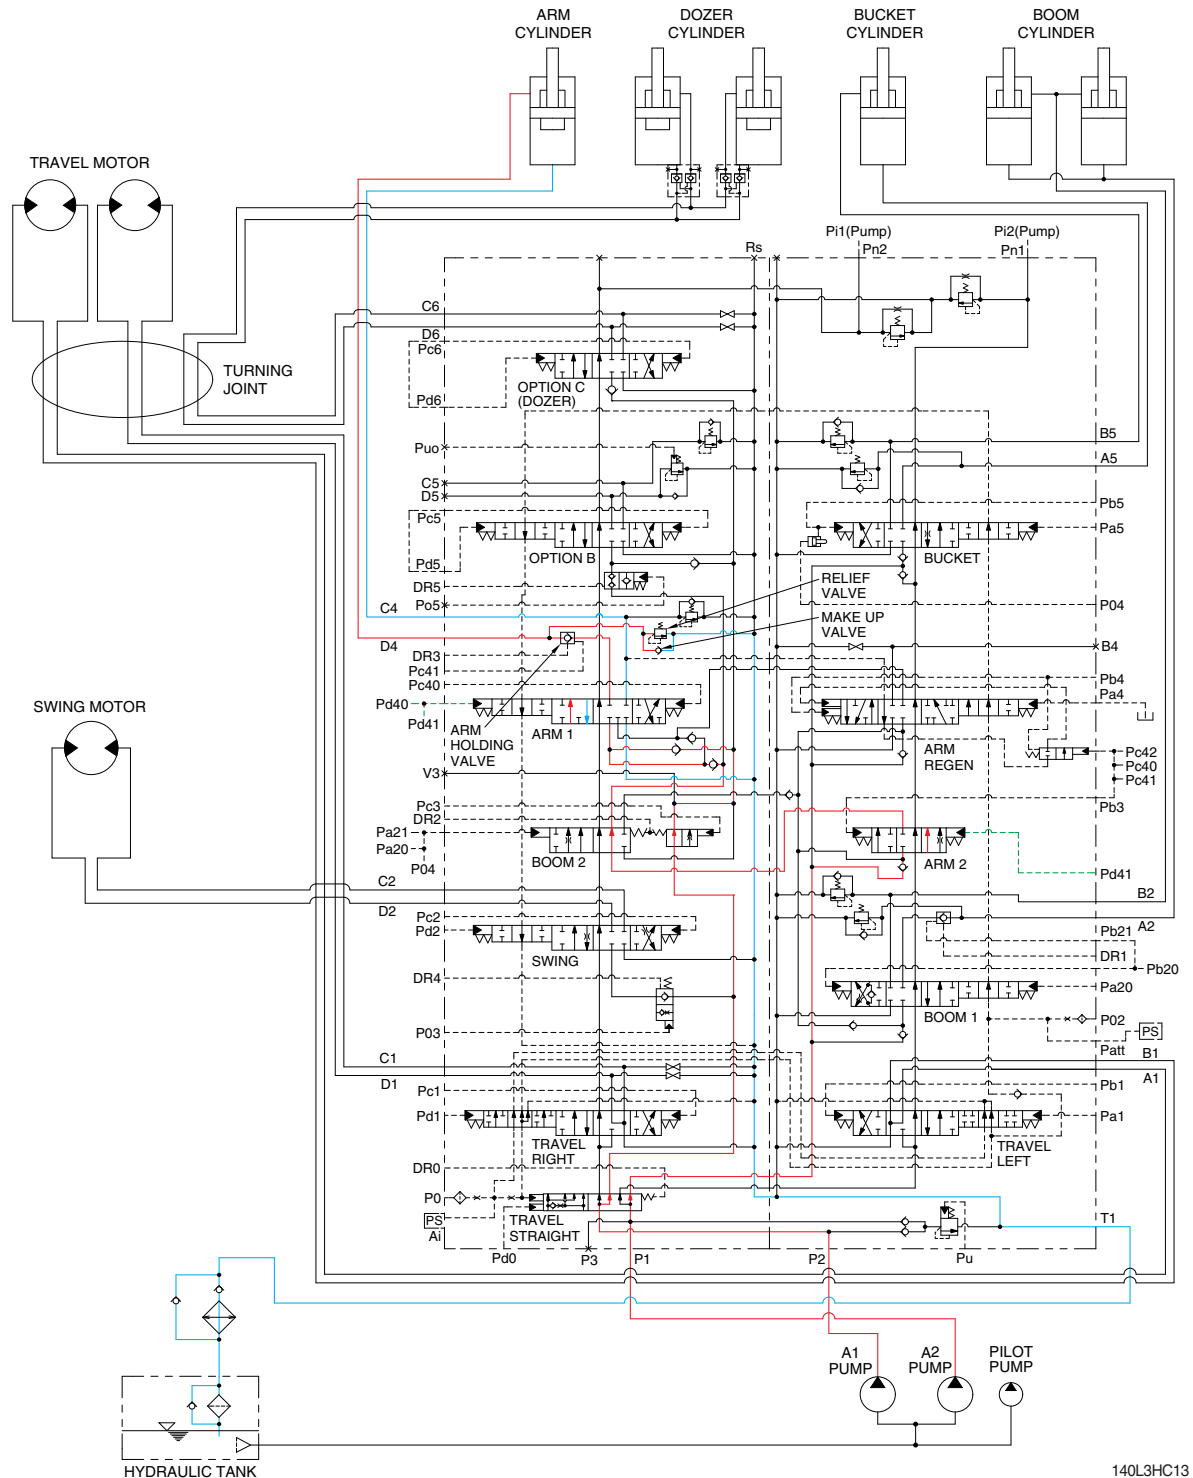 ARM
CYLINDER
DOZER
CYLINDER
BUCKET
CYLINDER
BOOM
CYLINDER
TRAVEL MOTOR
TURNING
JOINT
Pi1(Pump)
Pn2
Pi2(Pump)
Pn1
Rs
C6
D6
Pc6
Pd6
OPTION C
(DOZER)
Puo
C5
D5
Pc5
Pd5
OPTION B
B5
A5
Pb5
Pa5
BUCKET
DR5
Po5
RELIEF
VALVE
P04
C4
MAKE UP
VALVE
D4
DR3
Pc41
Pc40
B4
Pb4
Pa4
Pd40
Pd41
ARM
HOLDING
VALVE
ARM 1
ARM
REGEN
SWING MOTOR
Pc42
Pc40
Pc41
V3
Pc3
DR2
Pb3
Pa21
Pa20
P04
BOOM 2
ARM 2
Pd41
C2
D2
B2
A2
Pc2
Pd2
SWING
Pb21
DR1
Pb20
DR4
Pa20
BOOM 1
P03
P02
PS
Patt
C1
D1
B1
A1
Pc1
Pd1
Pb1
Pa1
TRAVEL
RIGHT
TRAVEL
LEFT
DR0
P0
PS
Ai
TRAVEL
STRAIGHT
T1
Pd0
P3
P1
P2
Pu
A1
PUMP
A2
PUMP
PILOT
PUMP
HYDRAULIC TANK
140L3HC13